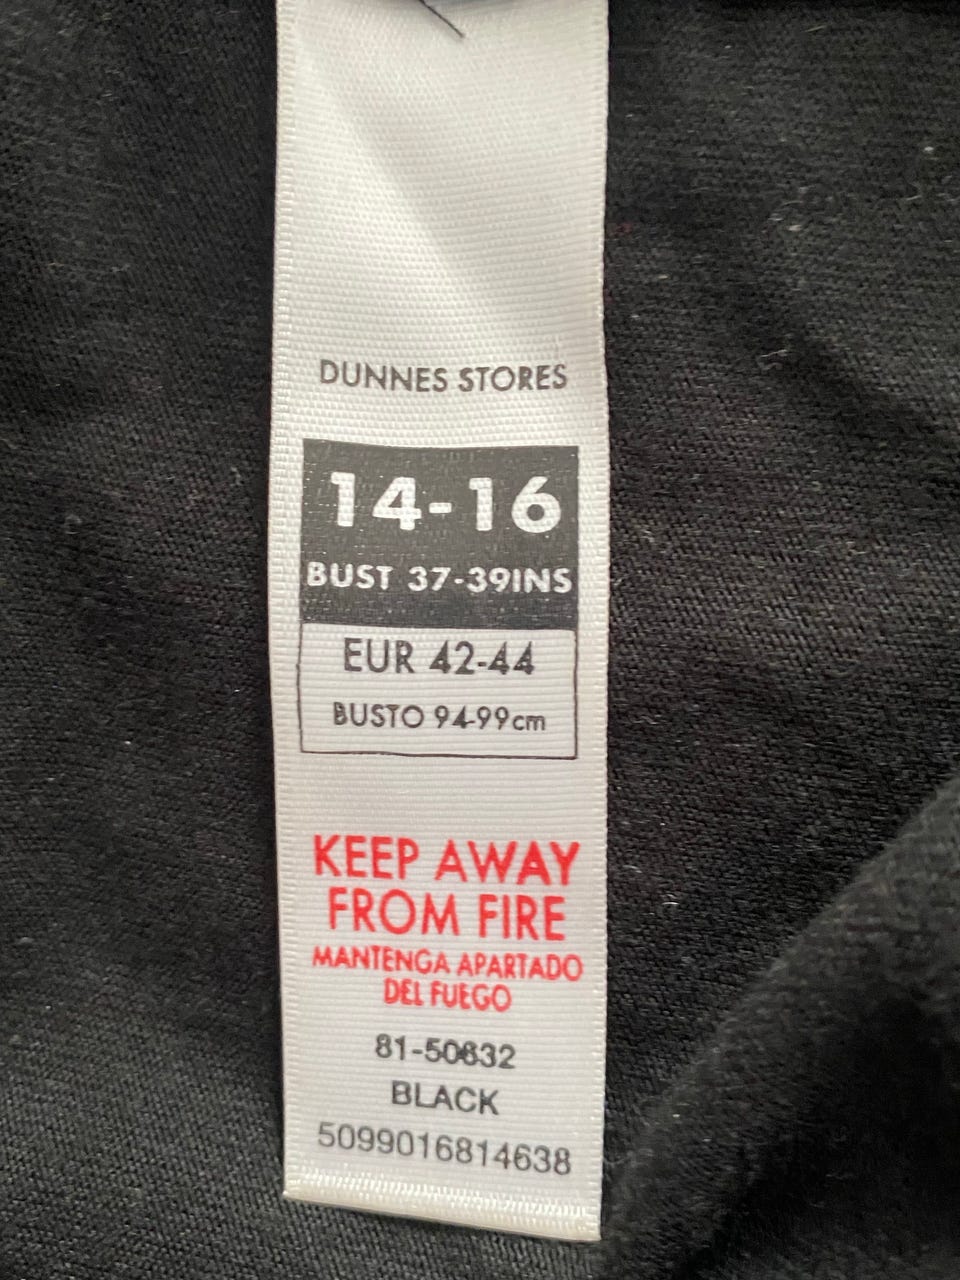 DUNNES STORES
14-16
BUST 37-39INS
EUR 42-44
BUSTO 94-99cm
KEEP AWAY
FROM FIRE
MANTENGA APARTADO
DEL FUEGO
81-50632
BLACK
5099016814638